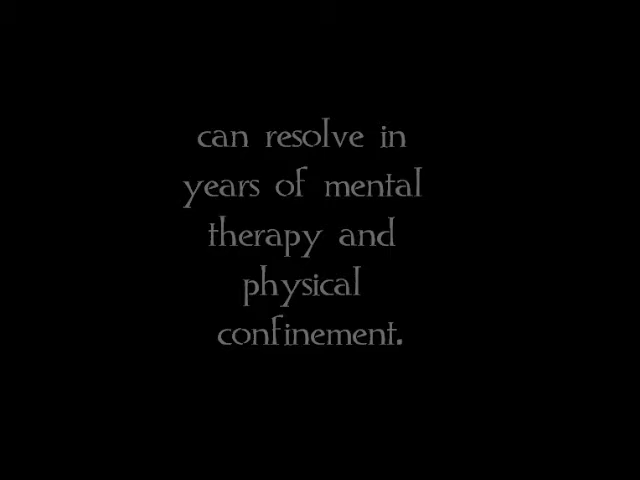 can resolve in
years of mental
therapy and
physical
confinement.